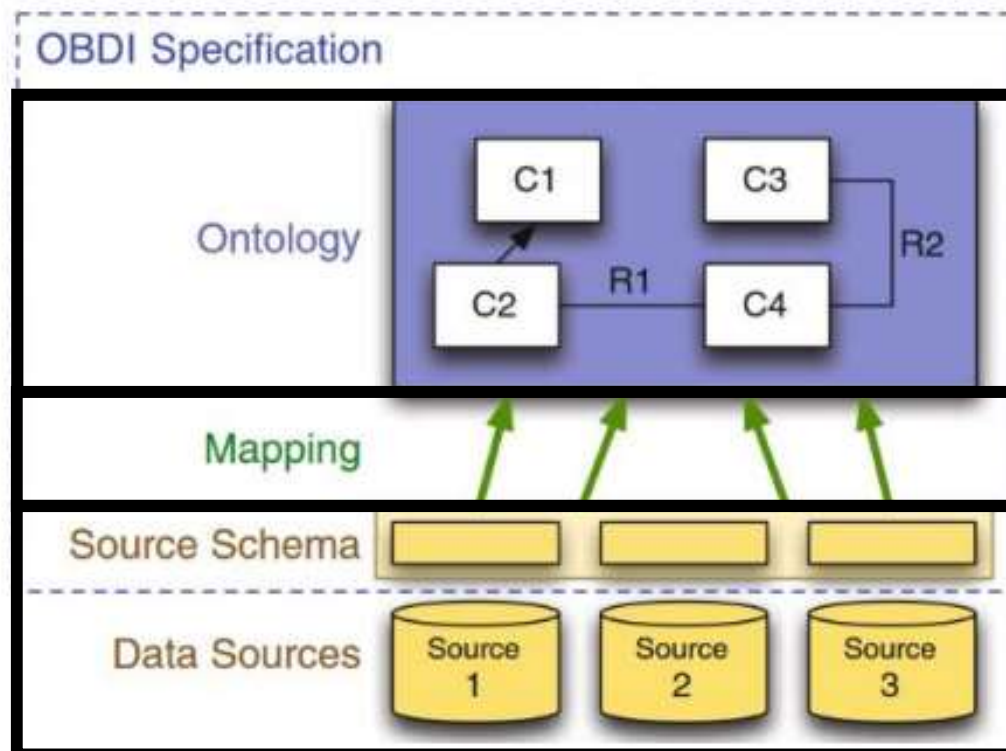 OBDI Specification
Ontology
C1
C3
C2
R1
C4
R2
Mapping
Source Schema
Data Sources
Source
1
Source
2
Source
3